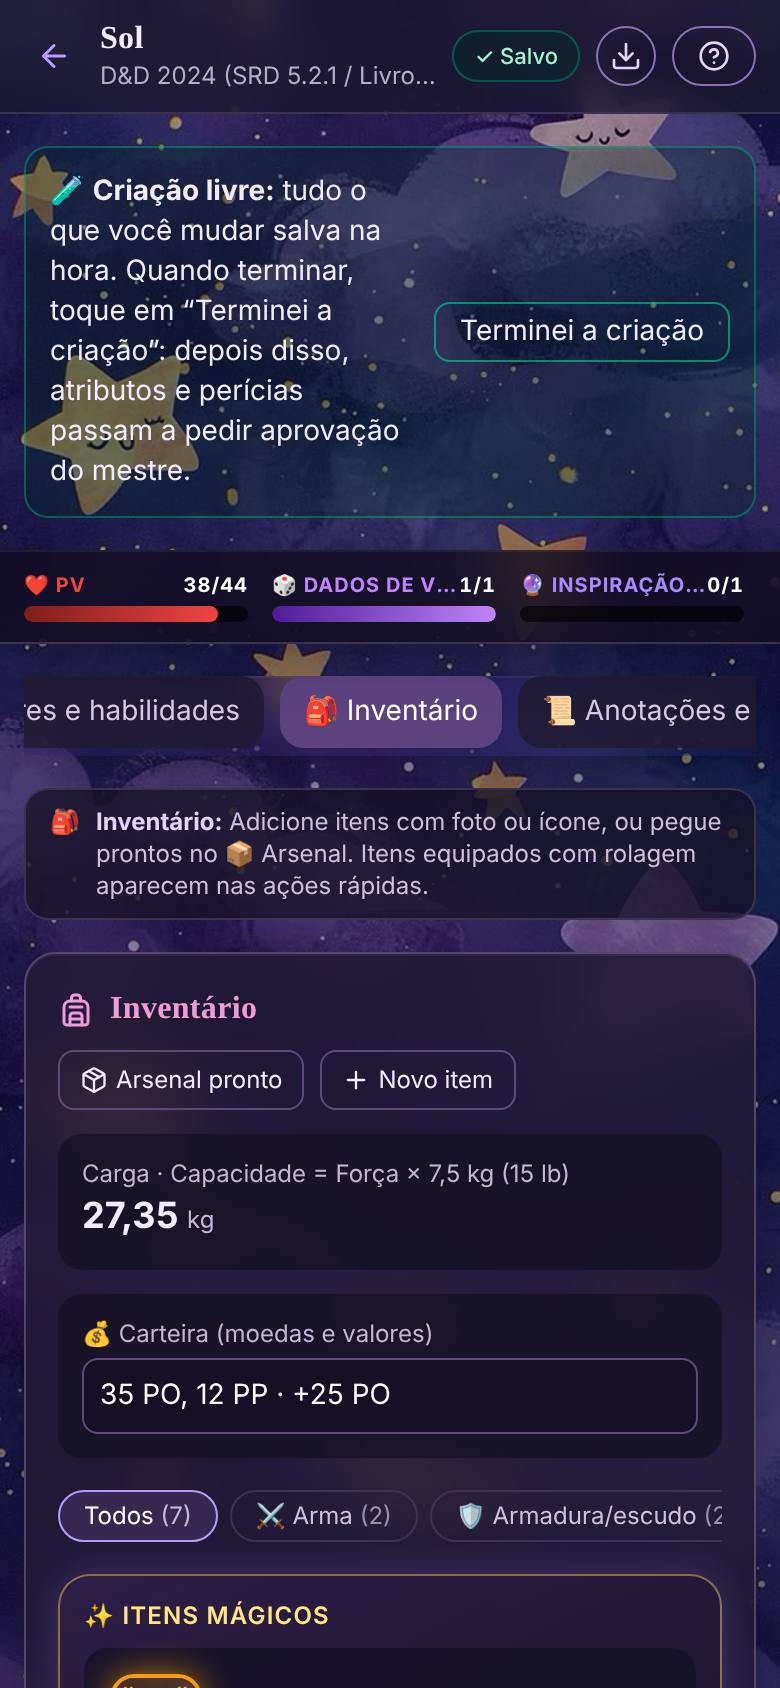 Sol
D&D 2024 (SRD 5.2.1 / Livro...
✓ Salvo
🧪 Criação livre: tudo o
que você mudar salva na
hora. Quando terminar,
toque em “Terminei a
criação”: depois disso,
atributos e perícias
passam a pedir aprovação
do mestre.
Terminei a criação
❤️ PV 38/44
🎲 DADOS DE V... 1/1
🔮 INSPIRAÇÃO... 0/1
es e habilidades
🎒 Inventário
📜 Anotações e
🎒 Inventário: Adicione itens com foto ou ícone, ou pegue
prontos no 📦 Arsenal. Itens equipados com rolagem
aparecem nas ações rápidas.
Inventário
Arsenal pronto
+ Novo item
Carga · Capacidade = Força × 7,5 kg (15 lb)
27,35 kg
💰 Carteira (moedas e valores)
35 PO, 12 PP · +25 PO
Todos (7)
⚔️ Arma (2)
🛡️ Armadura/escudo (2
✨ ITENS MÁGICOS